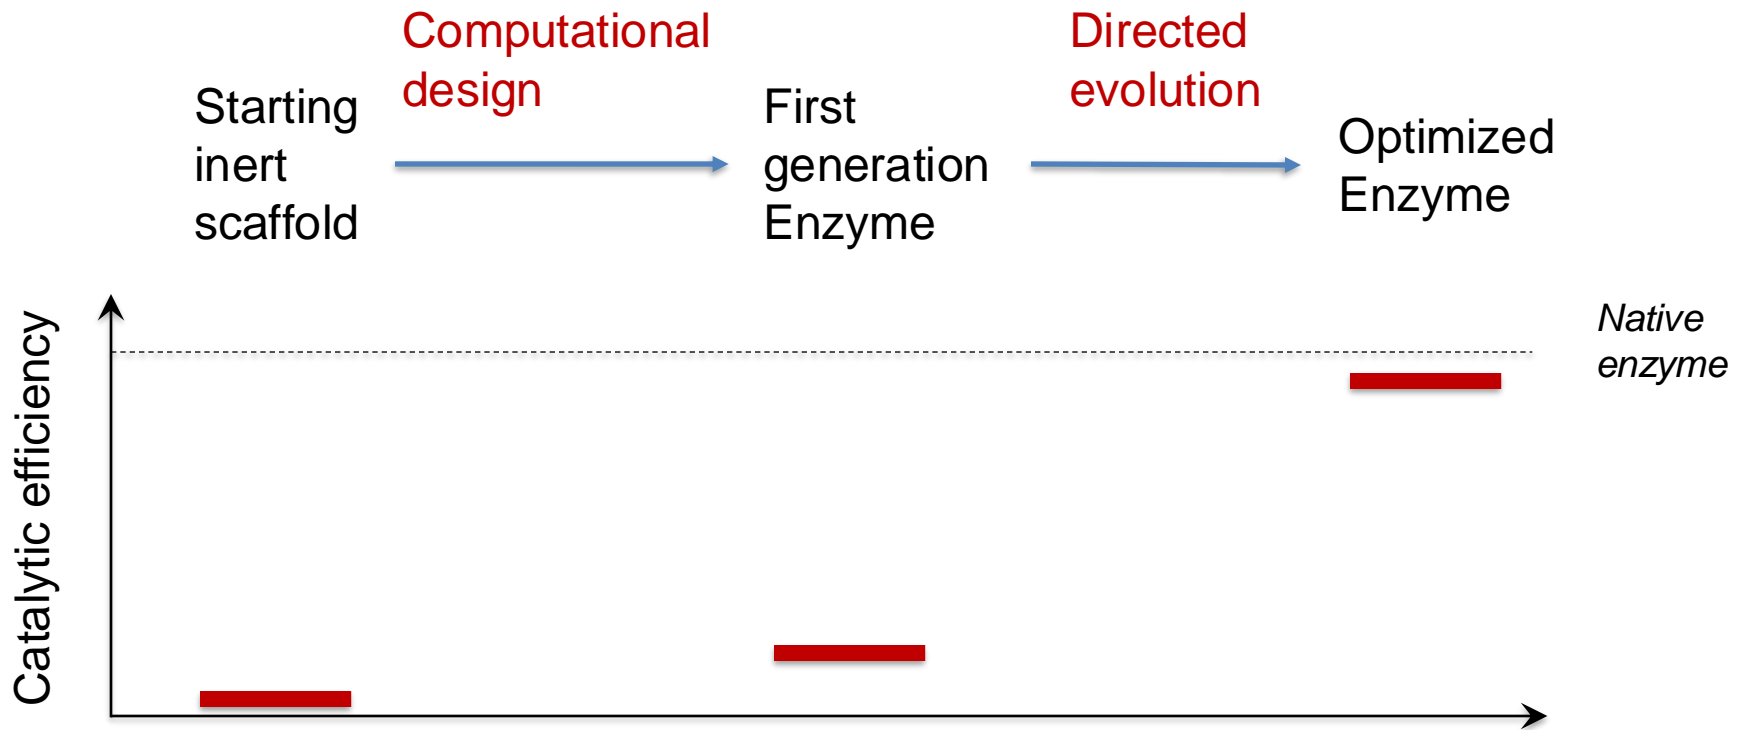 Computational
design
Directed
evolution
Starting
inert
scaffold
First
generation
Enzyme
Optimized
Enzyme
Catalytic efficiency
Native
enzyme